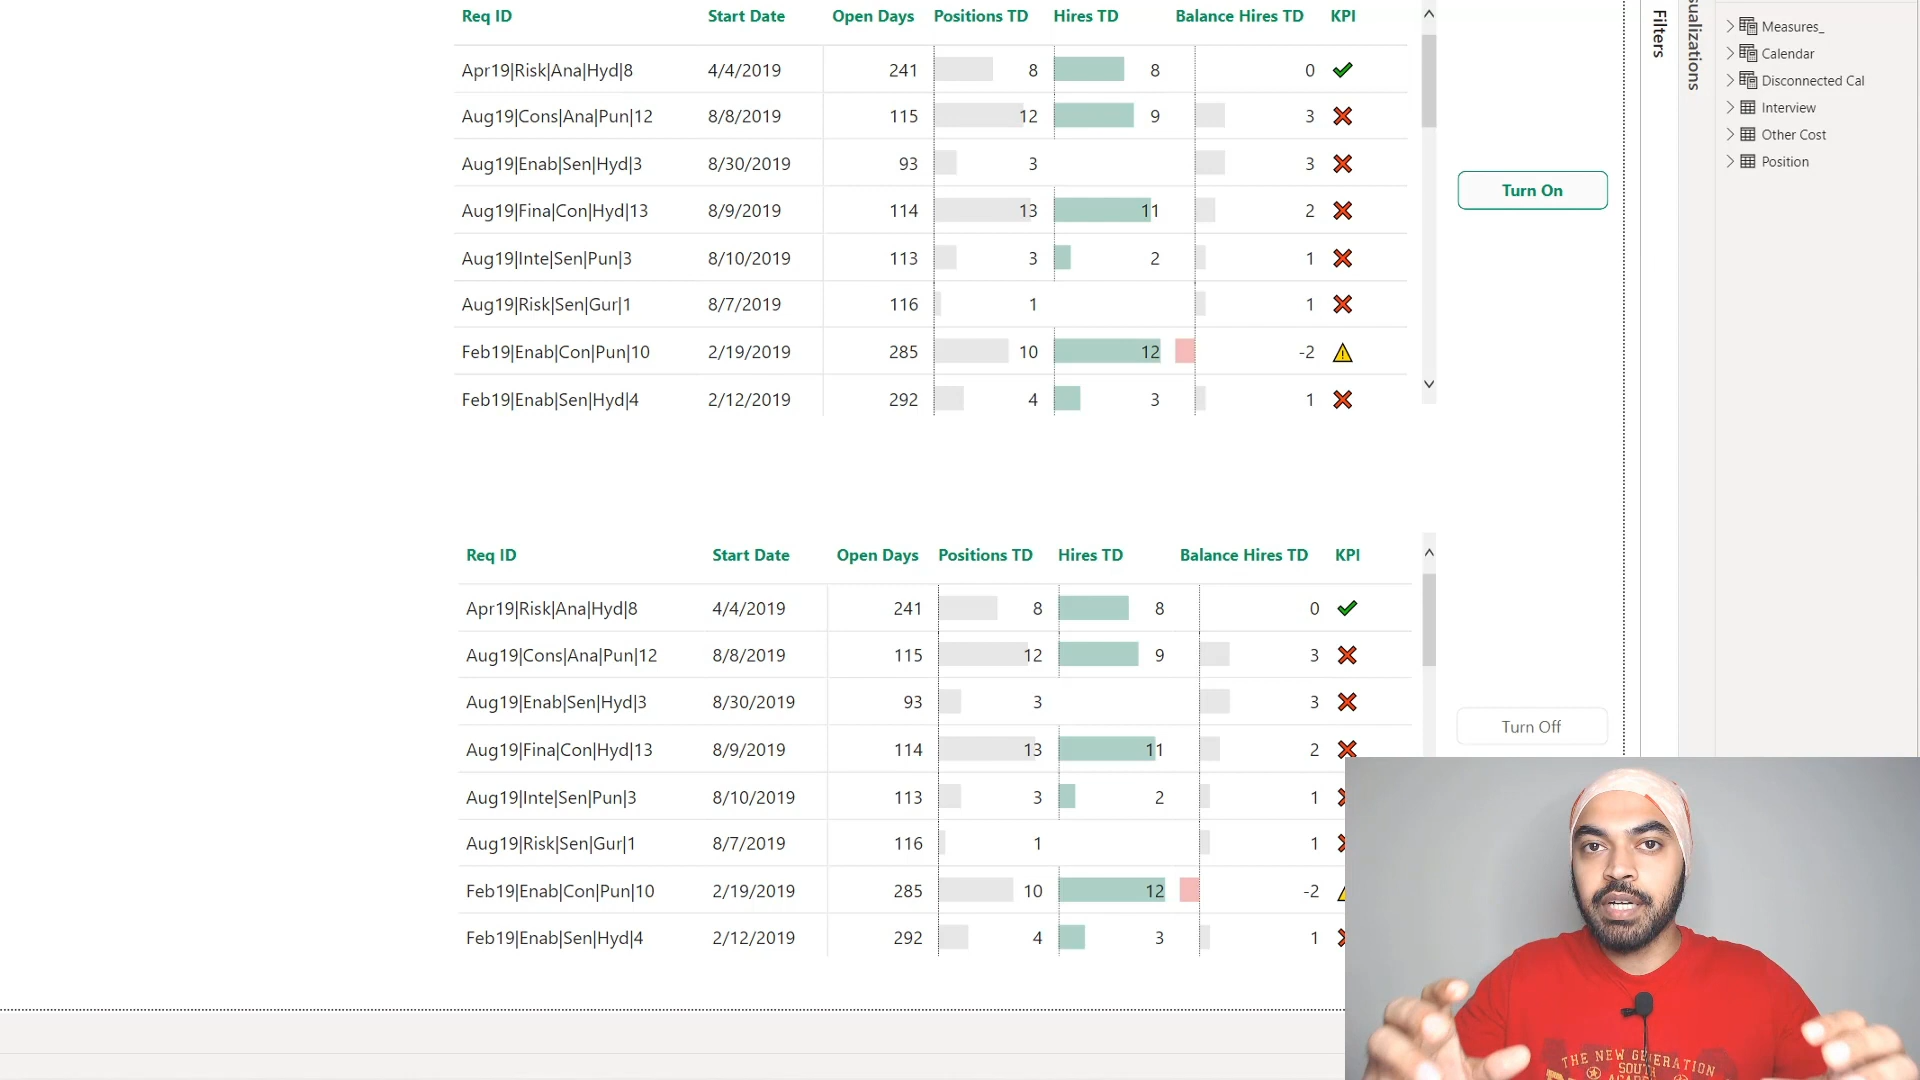 Req ID Start Date Open Days Positions TD Hires TD Balance Hires TD KPI
Apr19|Risk|Ana|Hyd|8 4/4/2019 241 8 8 0
Aug19|Cons|Ana|Pun|12 8/8/2019 115 12 9 3
Aug19|Enab|Sen|Hyd|3 8/30/2019 93 3 3
Aug19|Fina|Con|Hyd|13 8/9/2019 114 13 11 2
Aug19|Inte|Sen|Pun|3 8/10/2019 113 3 2 1
Aug19|Risk|Sen|Gur|1 8/7/2019 116 1 1
Feb19|Enab|Con|Pun|10 2/19/2019 285 10 12 -2
Feb19|Enab|Sen|Hyd|4 2/12/2019 292 4 3 1
Turn On
Filters
sualizations
Measures_
Calendar
Disconnected Cal
Interview
Other Cost
Position
Req ID Start Date Open Days Positions TD Hires TD Balance Hires TD KPI
Apr19|Risk|Ana|Hyd|8 4/4/2019 241 8 8 0
Aug19|Cons|Ana|Pun|12 8/8/2019 115 12 9 3
Aug19|Enab|Sen|Hyd|3 8/30/2019 93 3 3
Aug19|Fina|Con|Hyd|13 8/9/2019 114 13 11 2
Aug19|Inte|Sen|Pun|3 8/10/2019 113 3 2 1
Aug19|Risk|Sen|Gur|1 8/7/2019 116 1 1
Feb19|Enab|Con|Pun|10 2/19/2019 285 10 12 -2
Feb19|Enab|Sen|Hyd|4 2/12/2019 292 4 3 1
Turn Off
THE NEW GENERATION
SOUTH